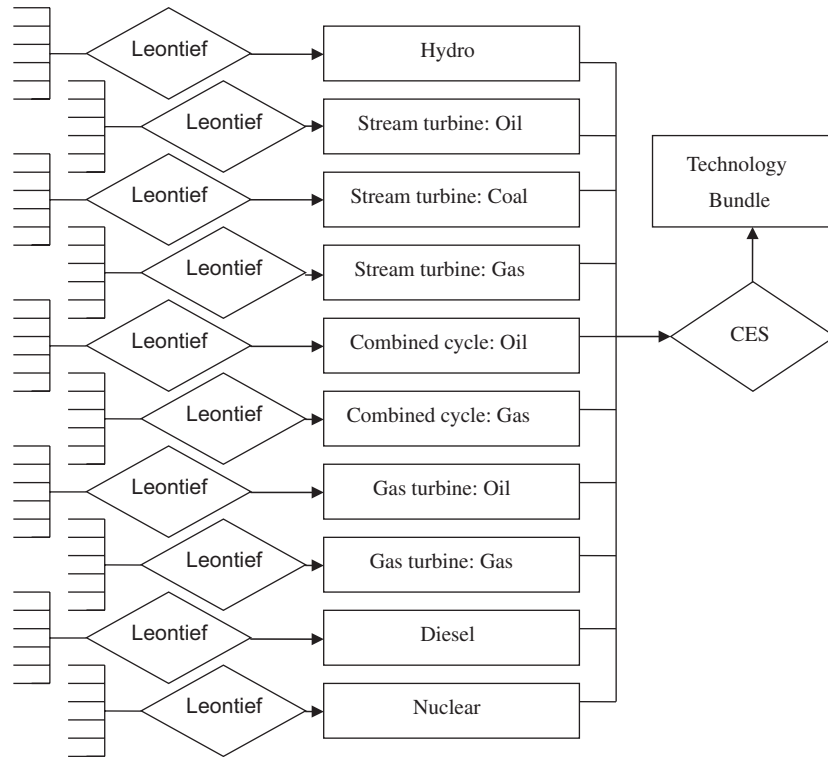 Leontief
Hydro
Leontief
Stream turbine: Oil
Leontief
Stream turbine: Coal
Leontief
Stream turbine: Gas
Leontief
Combined cycle: Oil
Leontief
Combined cycle: Gas
Leontief
Gas turbine: Oil
Leontief
Gas turbine: Gas
Leontief
Diesel
Leontief
Nuclear
Technology
Bundle
CES